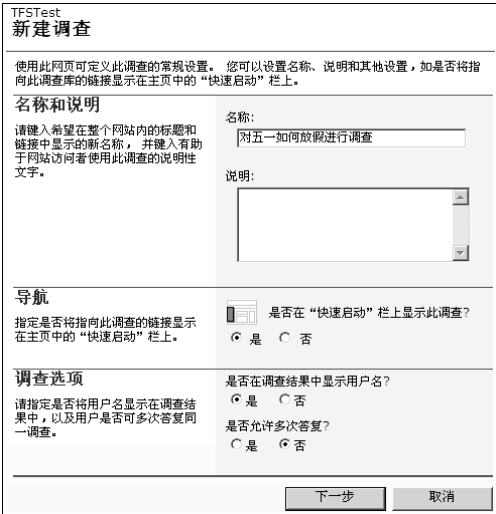 TFSTest
新建调查
使用此网页可定义此调查的常规设置。 您可以设置名称、说明和其他设置，如是否将指
向此调查库的链接显示在主页中的“快速启动”栏上。
名称和说明
请键入希望在整个网站内的标题和
链接中显示的新名称， 并键入有助
于网站访问者使用此调查的说明性
文字。
名称:
对五一如何放假进行调查
说明:
导航
指定是否将指向此调查的链接显示
在主页中的“快速启动”栏上。
是否在“快速启动”栏上显示此调查?
是 否
调查选项
请指定是否将用户名显示在调查结
果中，以及用户是否可多次答复同
一调查。
是否在调查结果中显示用户名?
是 否
是否允许多次答复?
是 否
下一步 取消